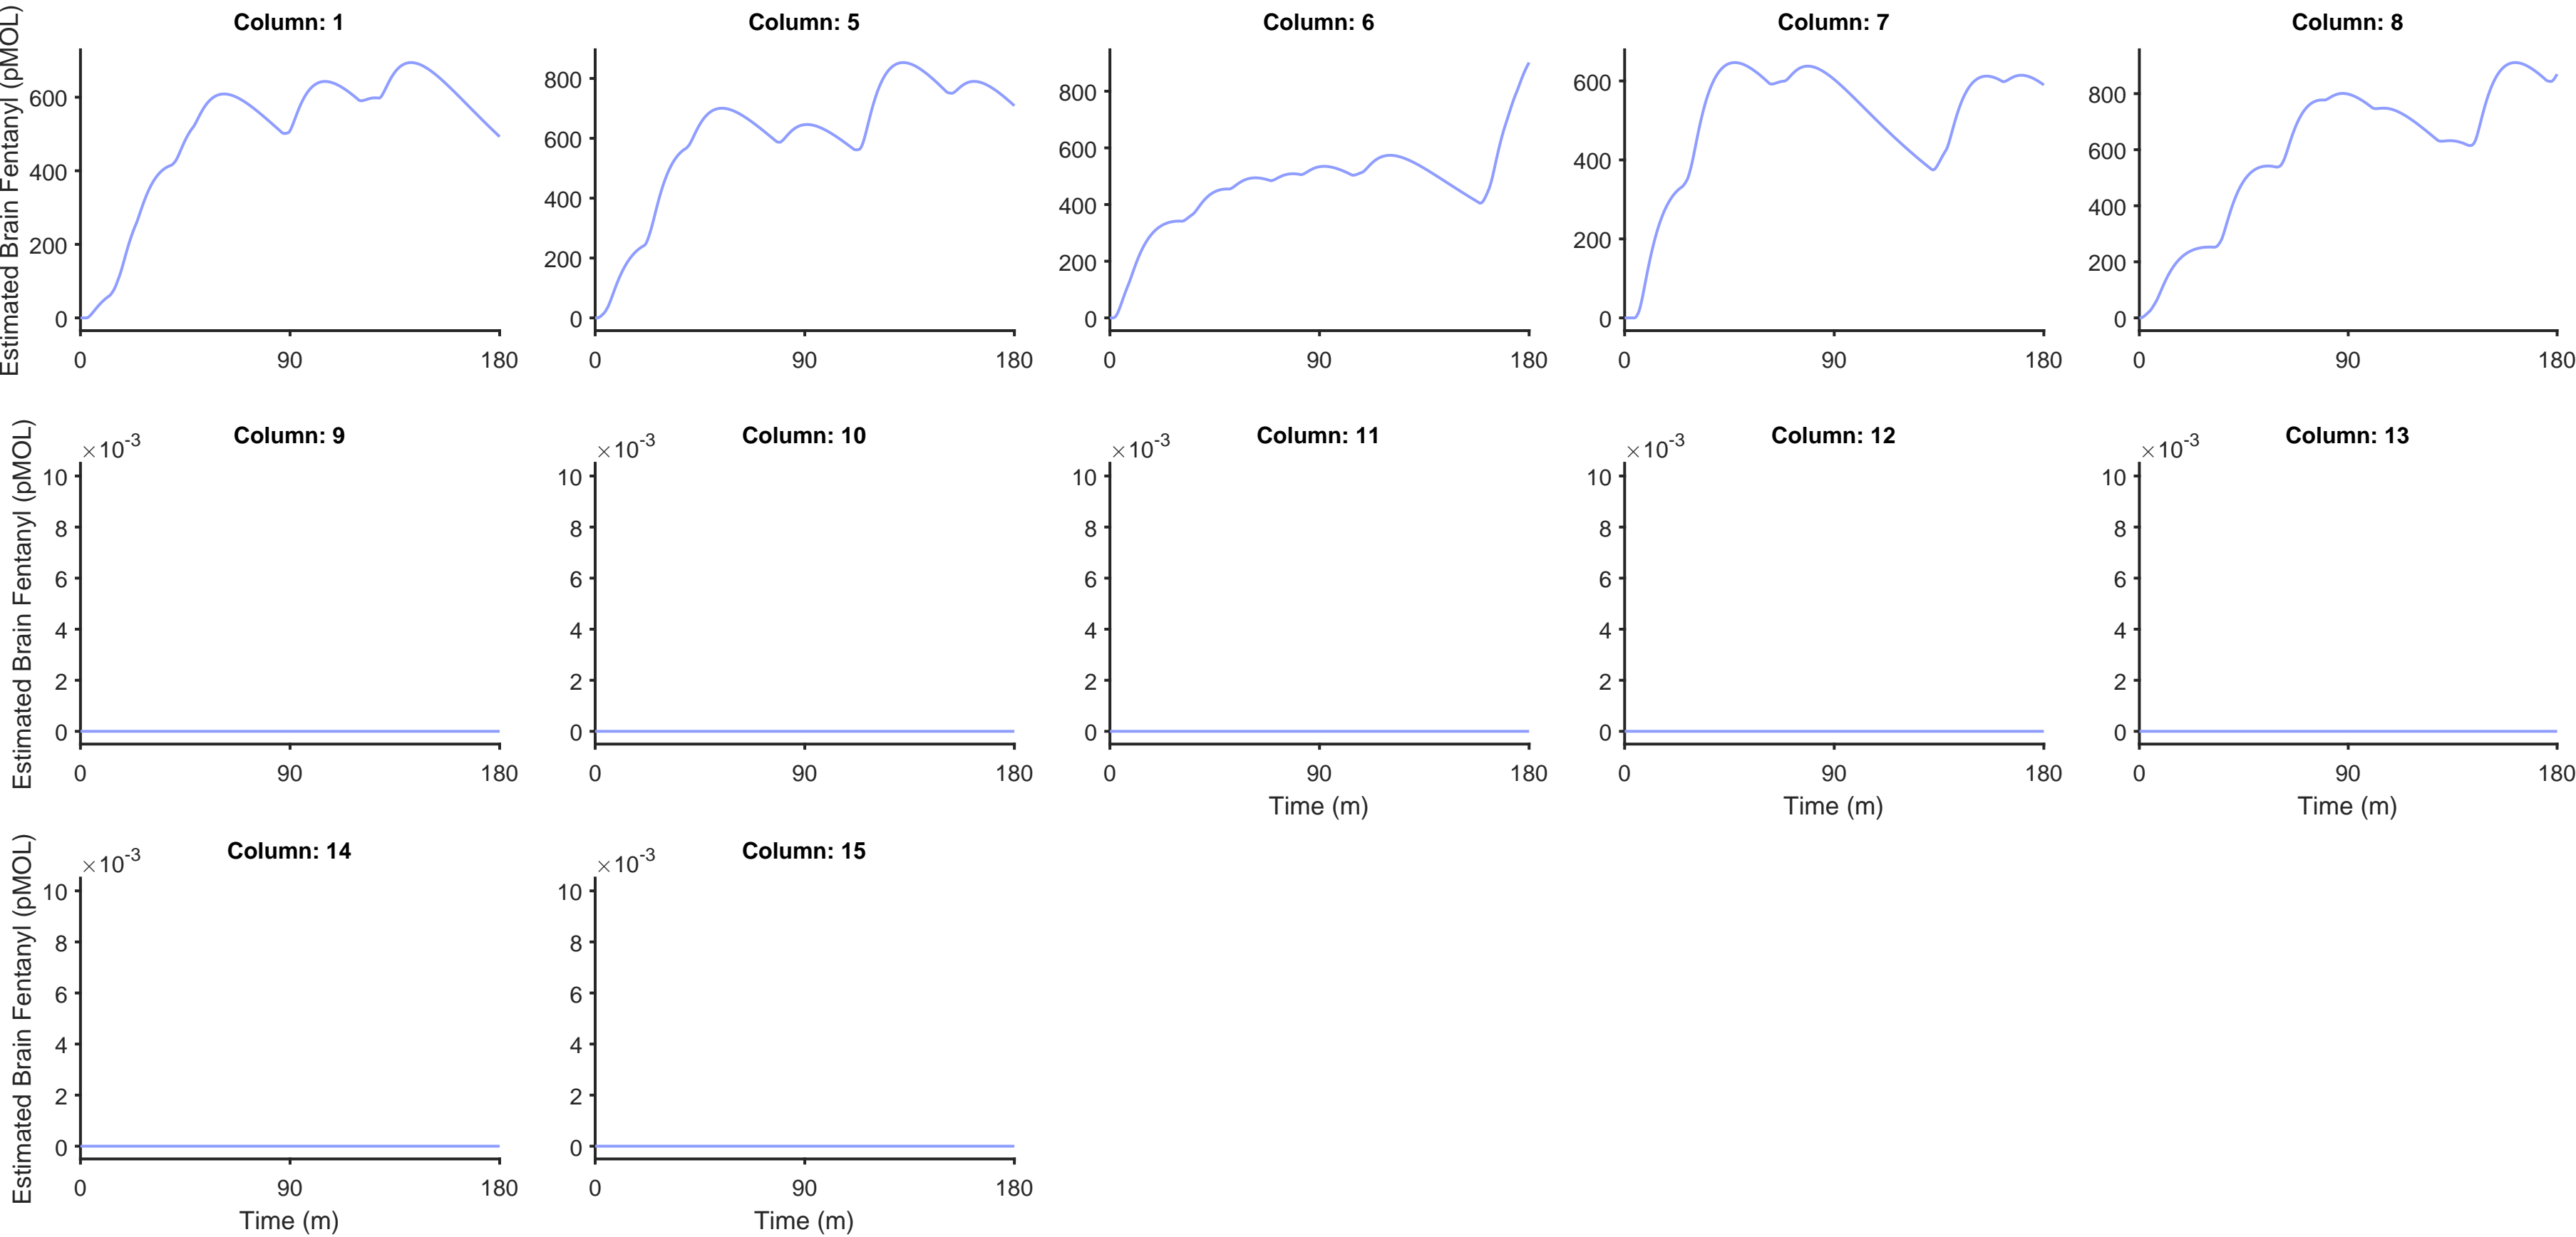 Column: 1
Column: 5
Column: 6
Column: 7
Column: 8
Estimated Brain Fentanyl (pMOL)
600
400
200
0
0 90 180
800
600
400
200
0
0 90 180
800
600
400
200
0
0 90 180
600
400
200
0
0 90 180
800
600
400
200
0
0 90 180
Column: 9
Column: 10
Column: 11
Column: 12
Column: 13
Estimated Brain Fentanyl (pMOL)
×10-3
10
8
6
4
2
0
0 90 180
×10-3
10
8
6
4
2
0
0 90 180
×10-3
10
8
6
4
2
0
0 90 180
Time (m)
×10-3
10
8
6
4
2
0
0 90 180
Time (m)
×10-3
10
8
6
4
2
0
0 90 180
Time (m)
Column: 14
Column: 15
Estimated Brain Fentanyl (pMOL)
×10-3
10
8
6
4
2
0
0 90 180
Time (m)
×10-3
10
8
6
4
2
0
0 90 180
Time (m)